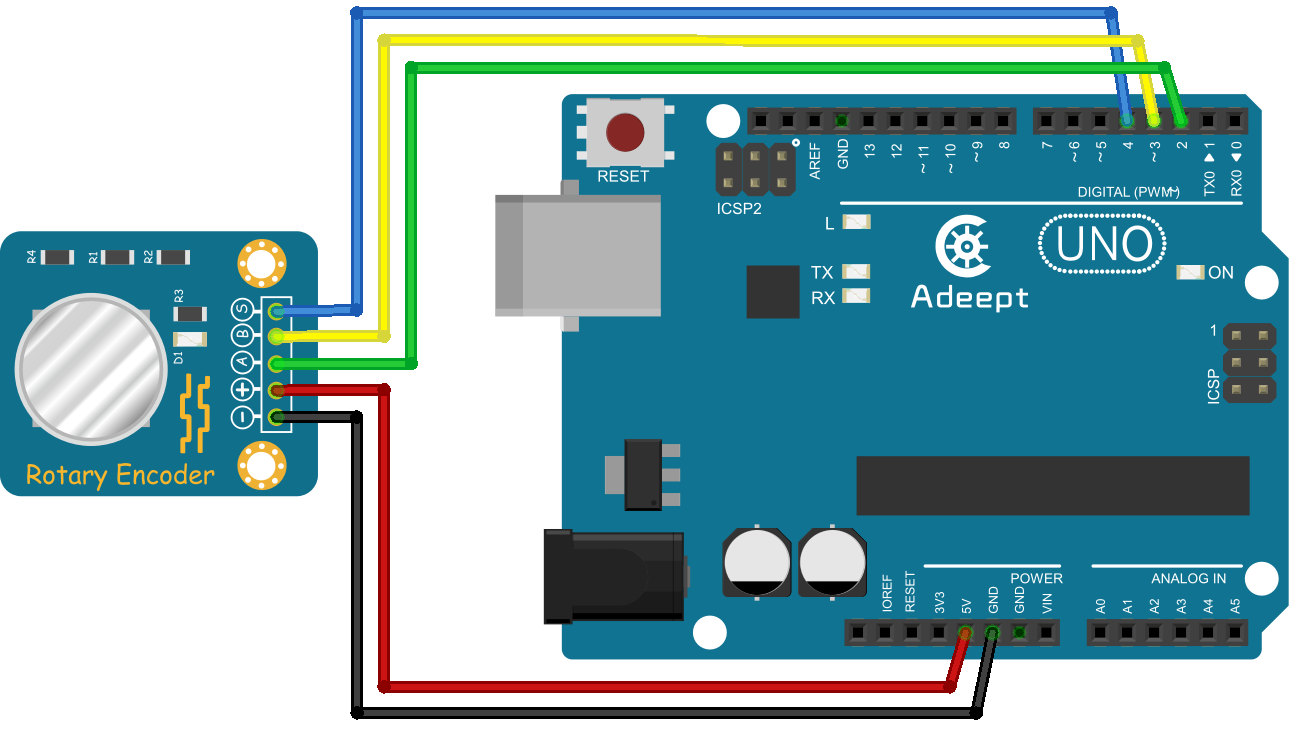 RESET
ICSP2
AREF
GND
13
12
~ 11
~ 10
~ 9
8
7
~ 6
~ 5
4
~ 3
2
TX0 ▶ 1
RX0 ◀ 0
DIGITAL (PWM~)
L
TX
RX
Adeept
UNO
ON
1
ICSP
R4
R1
R2
R3
D1
S
B
A
+
-
Rotary Encoder
POWER
ANALOG IN
IOREF
RESET
3V3
5V
GND
GND
VIN
A0
A1
A2
A3
A4
A5